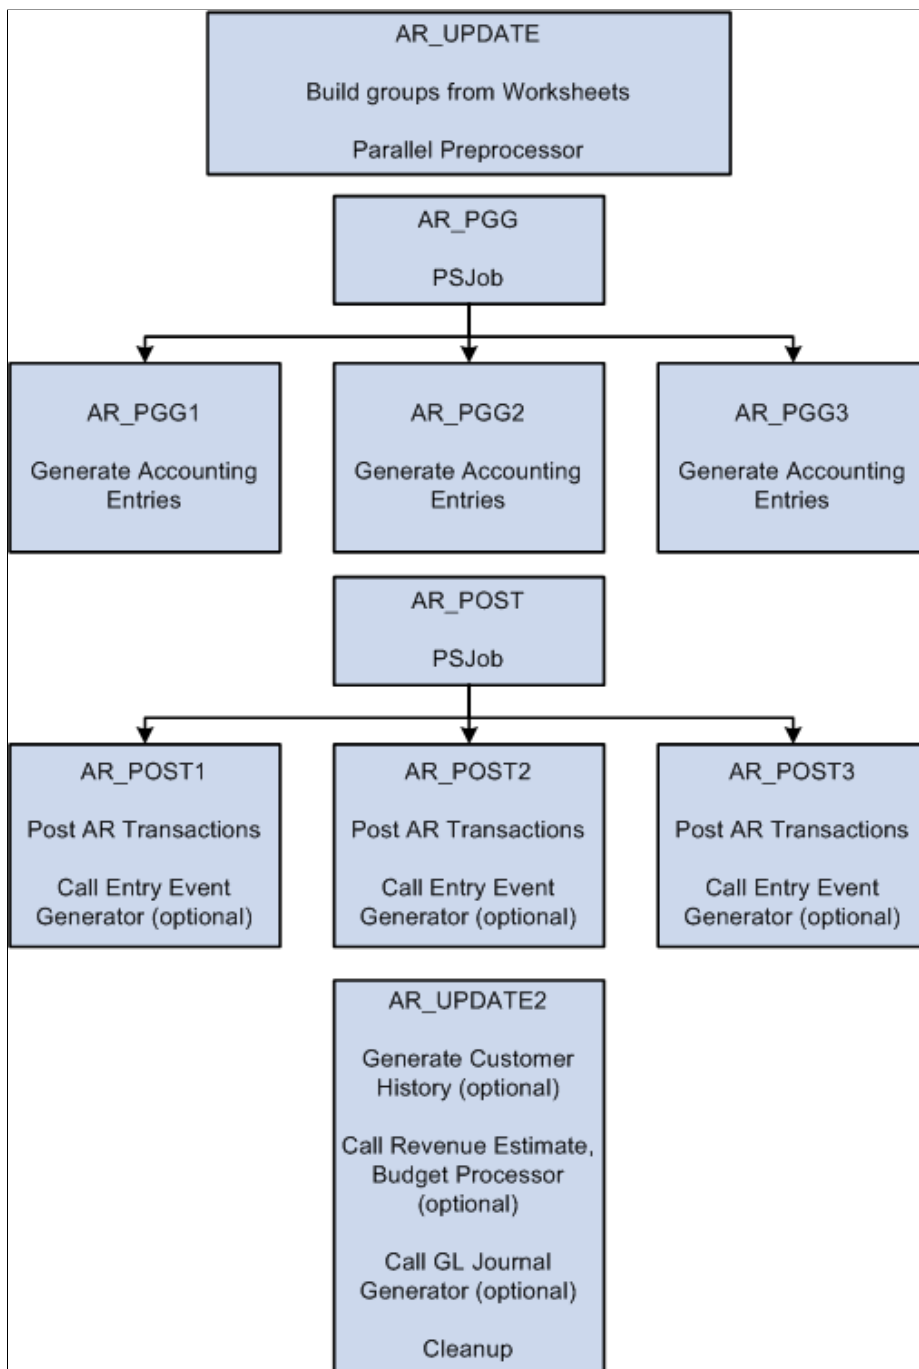 AR_UPDATE
Build groups from Worksheets
Parallel Preprocessor
AR_PGG
PSJob
AR_PGG1
Generate Accounting
Entries
AR_PGG2
Generate Accounting
Entries
AR_PGG3
Generate Accounting
Entries
AR_POST
PSJob
AR_POST1
Post AR Transactions
Call Entry Event
Generator (optional)
AR_POST2
Post AR Transactions
Call Entry Event
Generator (optional)
AR_POST3
Post AR Transactions
Call Entry Event
Generator (optional)
AR_UPDATE2
Generate Customer
History (optional)
Call Revenue Estimate,
Budget Processor
(optional)
Call GL Journal
Generator (optional)
Cleanup